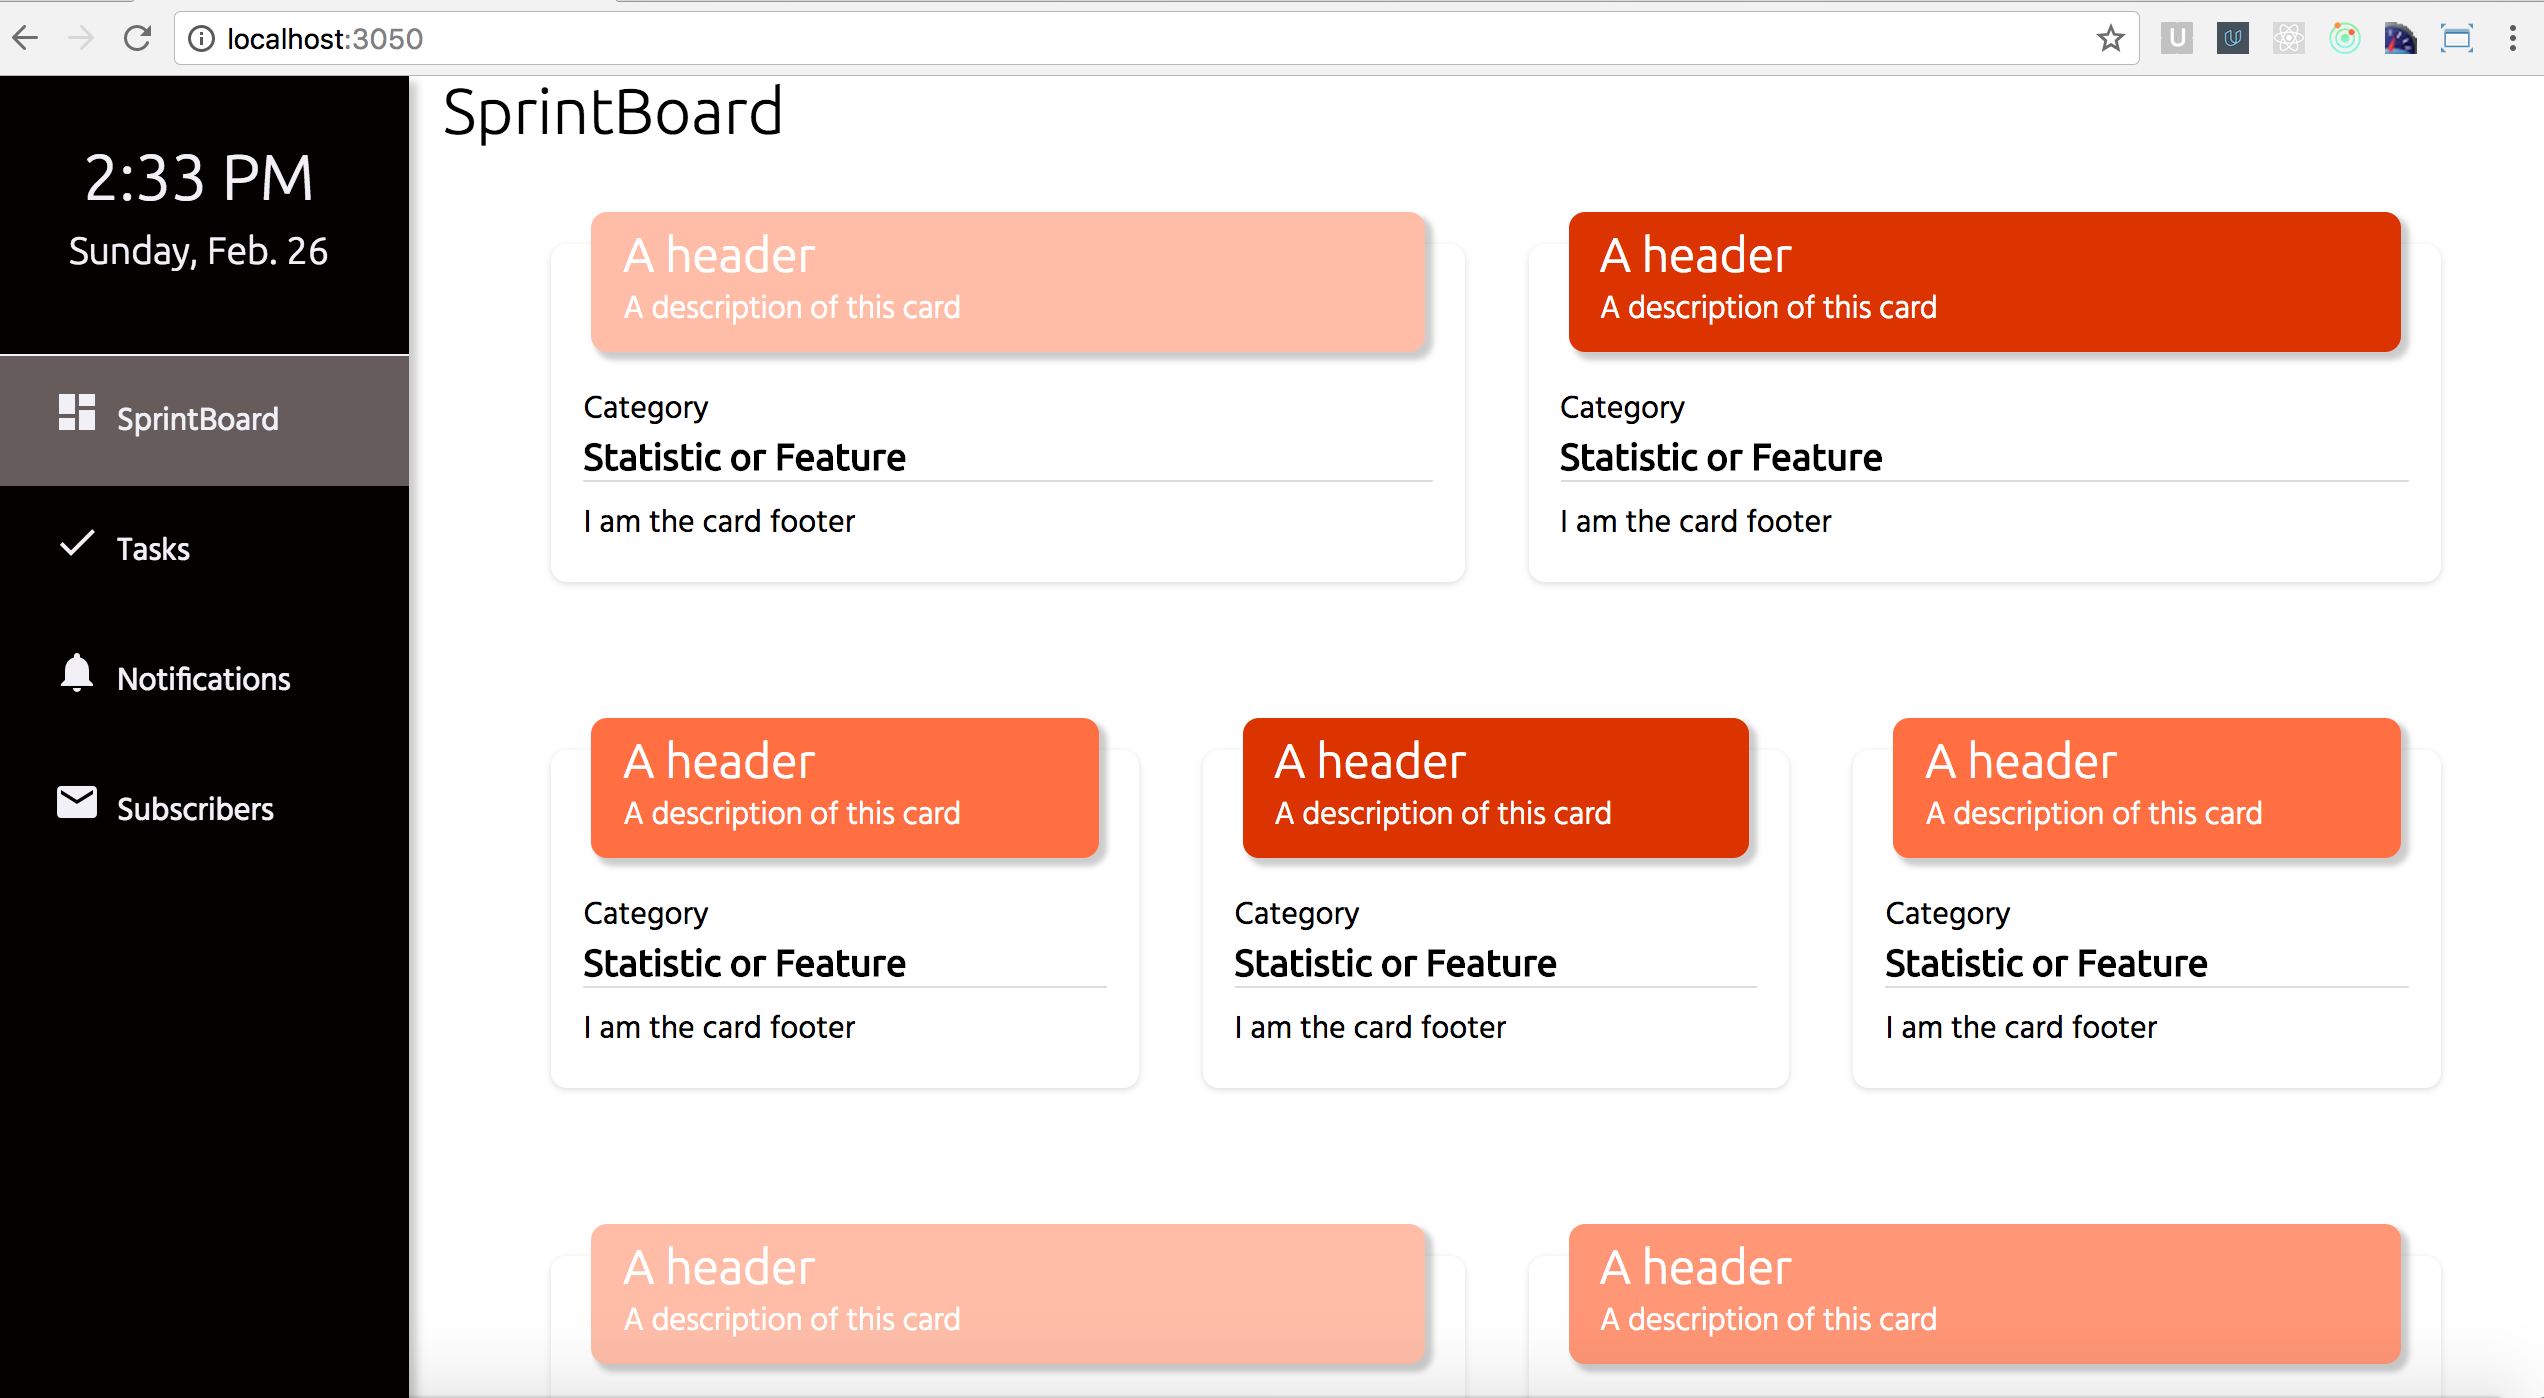 localhost:3050
U
SprintBoard
2:33 PM
Sunday, Feb. 26
SprintBoard
Tasks
Notifications
Subscribers
A header
A description of this card
Category
Statistic or Feature
I am the card footer
A header
A description of this card
Category
Statistic or Feature
I am the card footer
A header
A description of this card
Category
Statistic or Feature
I am the card footer
A header
A description of this card
Category
Statistic or Feature
I am the card footer
A header
A description of this card
Category
Statistic or Feature
I am the card footer
A header
A description of this card
A header
A description of this card